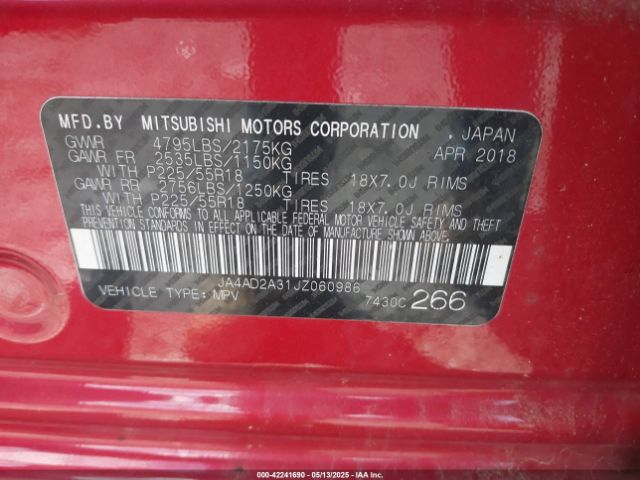 MFD.BY MITSUBISHI MOTORS CORPORATION , JAPAN
GVWR 4795LBS/2175KG APR 2018
GAWR FR 2535LBS/1150KG
WITH P225/55R18 TIRES 18X7.0J RIMS
GAWR RR 2756LBS/1250KG
WITH P225/55R18 TIRES 18X7.0J RIMS
THIS VEHICLE CONFORMS TO ALL APPLICABLE FEDERAL MOTOR VEHICLE SAFETY AND THEFT
PREVENTION STANDARDS IN EFFECT ON THE DATE OF MANUFACTURE SHOWN ABOVE.
JA4AD2A31JZ060986
VEHICLE TYPE: MPV 7430C 266
000-42241690 - 05/13/2025 - IAAI.COM